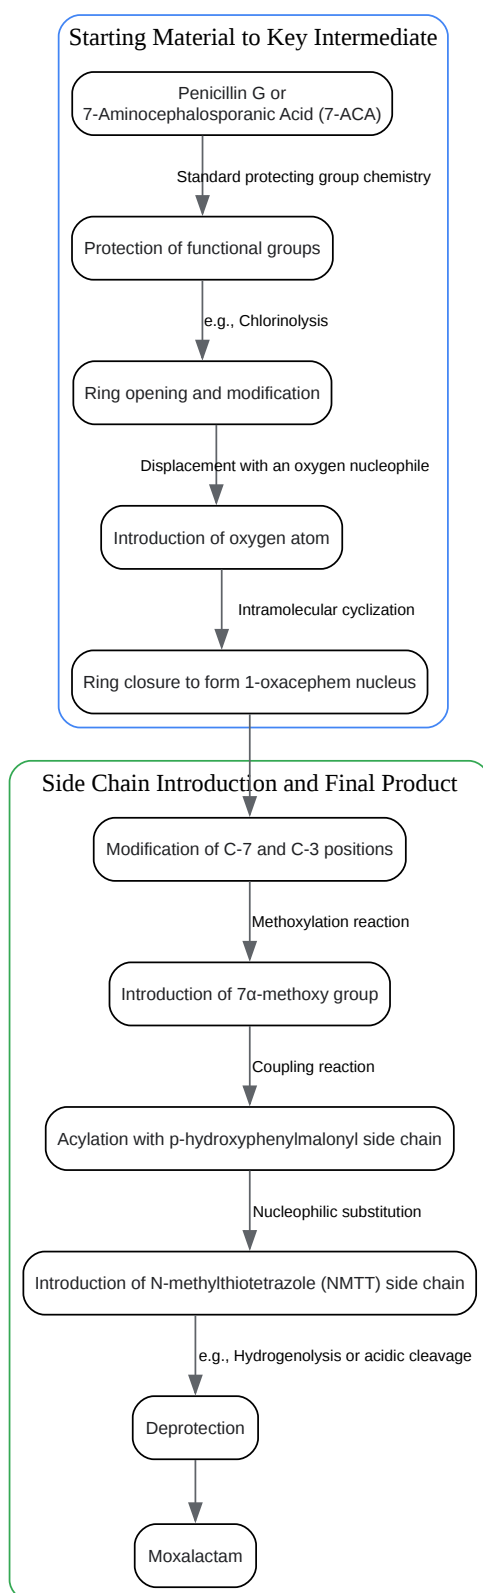 Starting Material to Key Intermediate
Penicillin G or
7-Aminocephalosporanic Acid (7-ACA)
Standard protecting group chemistry
Protection of functional groups
e.g., Chlorinolysis
Ring opening and modification
Displacement with an oxygen nucleophile
Introduction of oxygen atom
Intramolecular cyclization
Ring closure to form 1-oxacephem nucleus
Side Chain Introduction and Final Product
Modification of C-7 and C-3 positions
Methoxylation reaction
Introduction of 7α-methoxy group
Coupling reaction
Acylation with p-hydroxyphenylmalonyl side chain
Nucleophilic substitution
Introduction of N-methylthiotetrazole (NMTT) side chain
e.g., Hydrogenolysis or acidic cleavage
Deprotection
Moxalactam